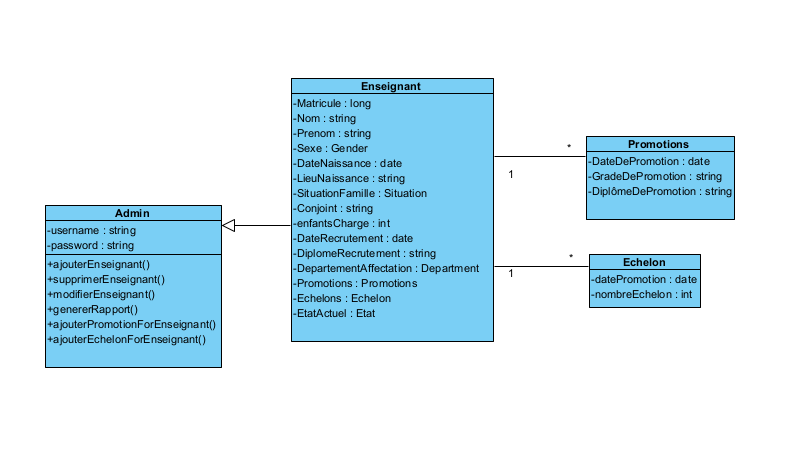 Enseignant
-Matricule : long
-Nom : string
-Prenom : string
-Sexe : Gender
-DateNaissance : date
-LieuNaissance : string
-SituationFamille : Situation
-Conjoint : string
-enfantsCharge : int
-DateRecrutement : date
-DiplomeRecrutement : string
-DepartementAffectation : Department
-Promotions : Promotions
-Echelons : Echelon
-EtatActuel : Etat
Admin
-username : string
-password : string
+ajouterEnseignant()
+supprimerEnseignant()
+modifierEnseignant()
+genererRapport()
+ajouterPromotionForEnseignant()
+ajouterEchelonForEnseignant()
*
1
Promotions
-DateDePromotion : date
-GradeDePromotion : string
-DiplômeDePromotion : string
*
1
Echelon
-datePromotion : date
-nombreEchelon : int